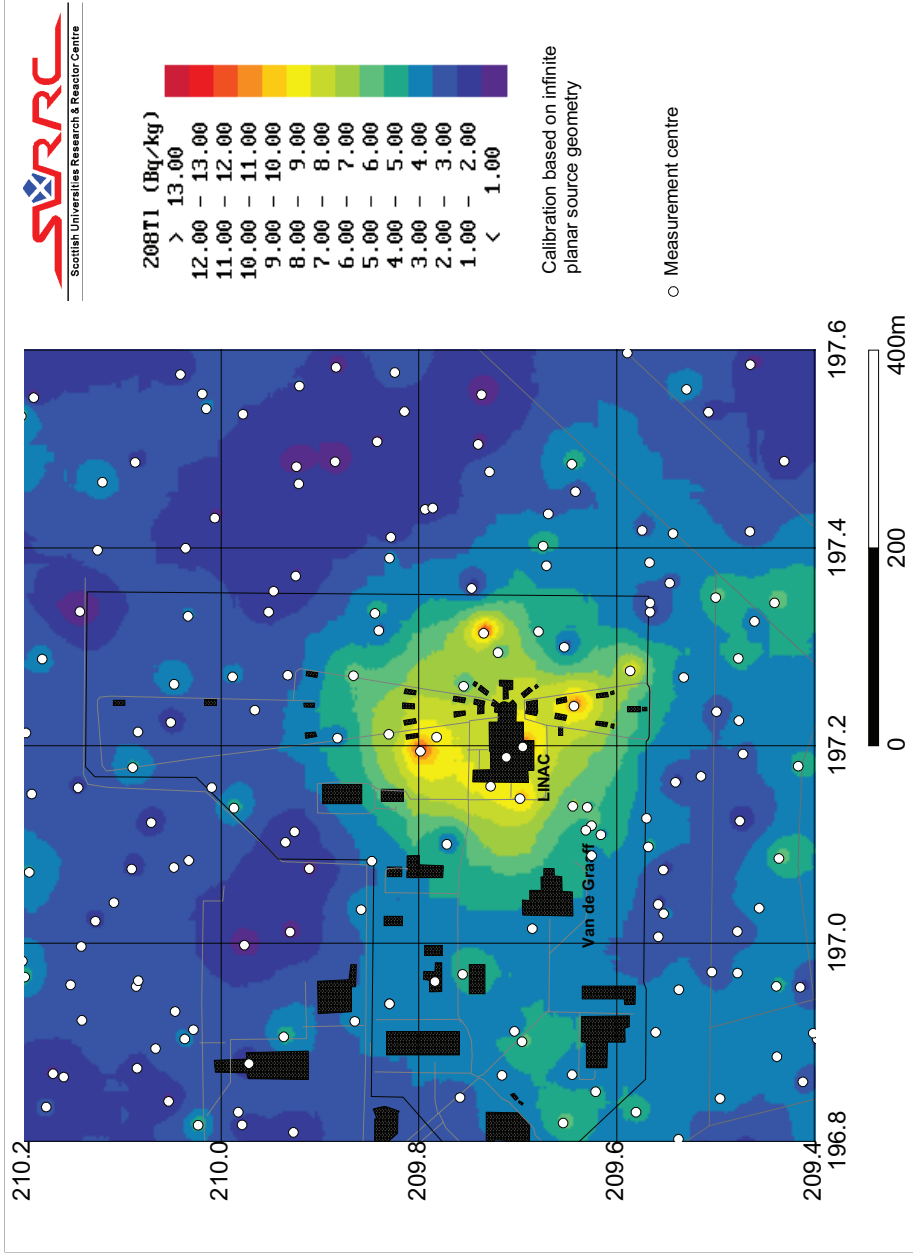 SURRC
Scottish Universities Research & Reactor Centre
208Tl (Bq/kg)
> 13.00
12.00 - 13.00
11.00 - 12.00
10.00 - 11.00
9.00 - 10.00
8.00 - 9.00
7.00 - 8.00
6.00 - 7.00
5.00 - 6.00
4.00 - 5.00
3.00 - 4.00
2.00 - 3.00
1.00 - 2.00
< 1.00
Calibration based on infinite
planar source geometry
Measurement centre
210.2
210.0
209.8
209.6
209.4
196.8
197.0
197.2
197.4
197.6
LINAC
Van de Graaff
0
200
400m